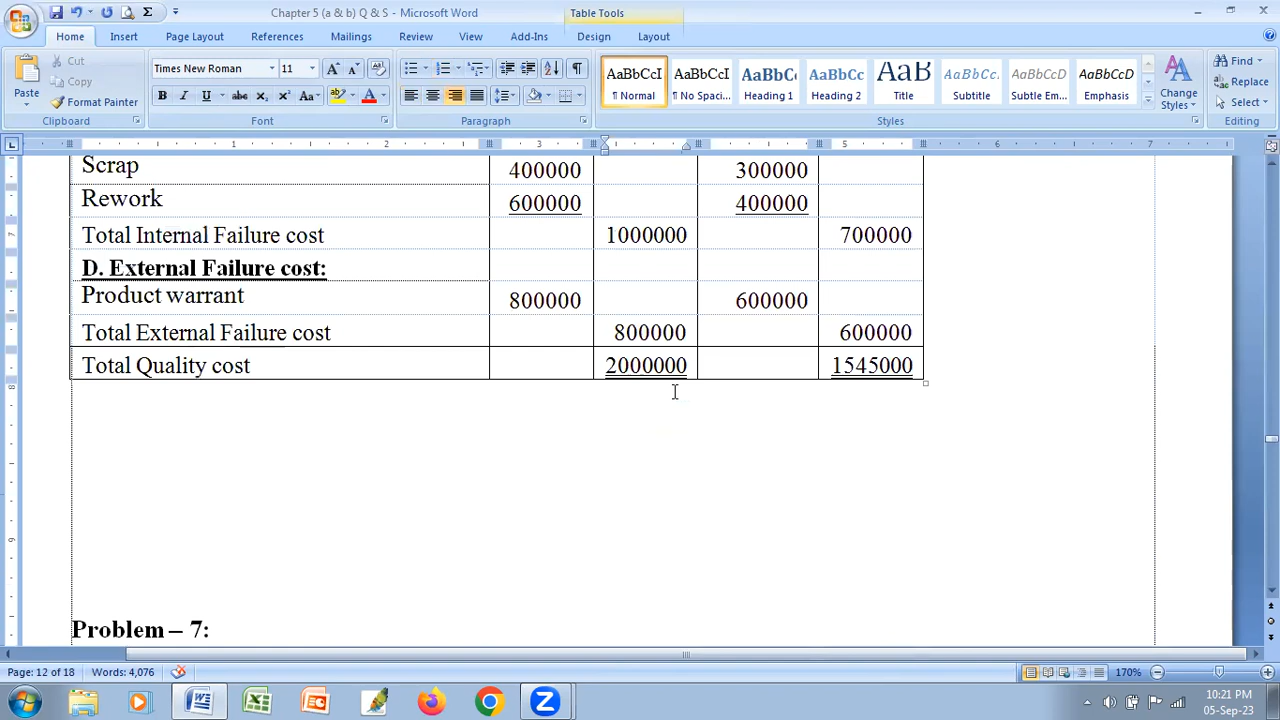 Chapter 5 (a & b) Q & S - Microsoft Word
Table Tools
Home Insert Page Layout References Mailings Review View Add-Ins Design Layout
Paste
Cut
Copy
Format Painter
Clipboard
Times New Roman 11
Font
Paragraph
AaBbCcI AaBbCcI AaBbC AaBbCc AaB AaBbCc. AaBbCcI AaBbCcI
¶ Normal ¶ No Spaci... Heading 1 Heading 2 Title Subtitle Subtle Em... Emphasis
Change Styles
Styles
Find
Replace
Select
Editing
Scrap 400000 300000
Rework 600000 400000
Total Internal Failure cost 1000000 700000
D. External Failure cost:
Product warrant 800000 600000
Total External Failure cost 800000 600000
Total Quality cost 2000000 1545000
Problem – 7:
Page: 12 of 18 Words: 4,076 170%
10:21 PM
05-Sep-23